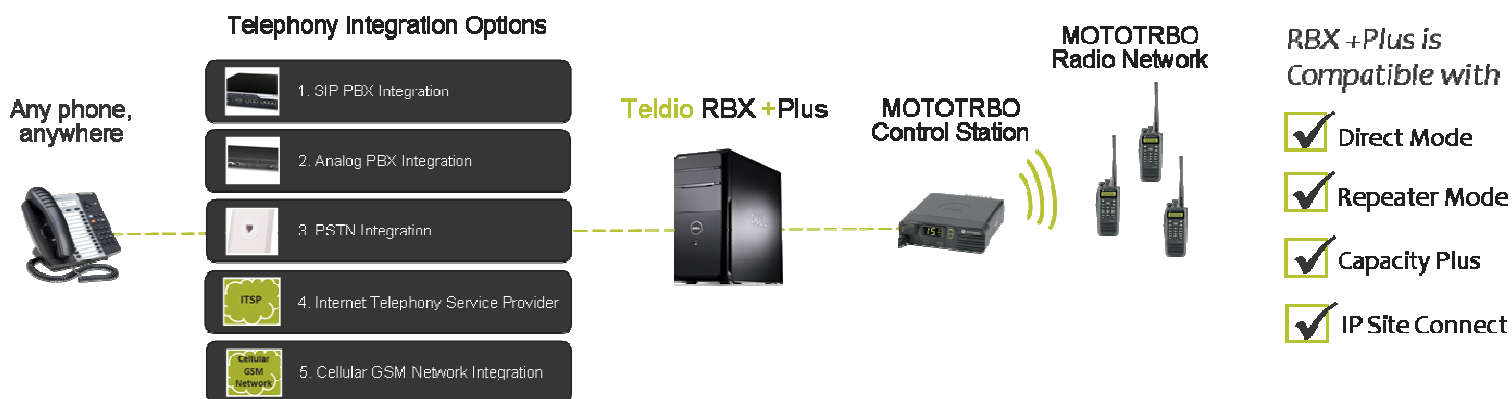 Telephony Integration Options
Any phone,
anywhere
1. SIP PBX Integration
2. Analog PBX Integration
3. PSTN Integration
ITSP
4. Internet Telephony Service Provider
Cellular
GSM
Network
5. Cellular GSM Network Integration
Teldio RBX +Plus
DELL
MOTOTRBO
Control Station
15
MOTOTRBO
Radio Network
RBX +Plus is
Compatible with
Direct Mode
Repeater Mode
Capacity Plus
IP Site Connect